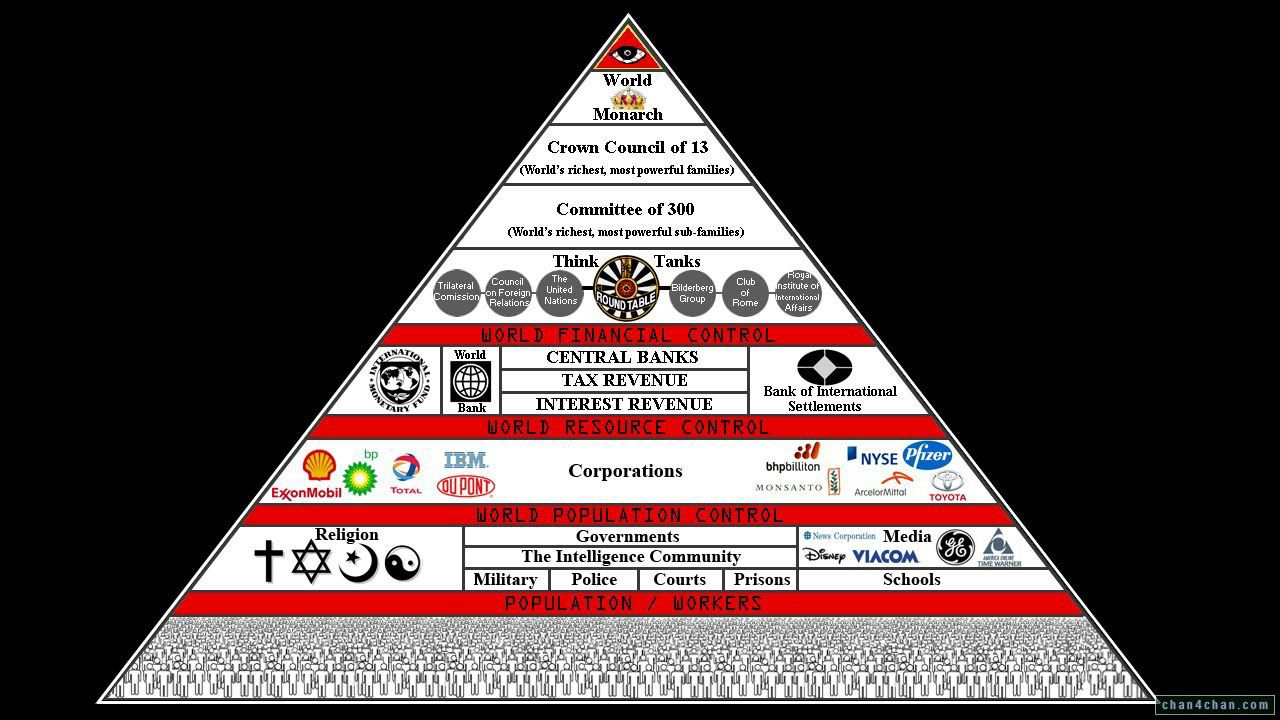 World
Monarch
Crown Council of 13
(World's richest, most powerful families)
Committee of 300
(World's richest, most powerful sub-families)
Think Tanks
Trilateral
Comission
Council
on Foreign
Relations
The
United
Nations
ROUND TABLE
Bilderberg
Group
Club
of
Rome
Royal
Institute of
International
Affairs
WORLD FINANCIAL CONTROL
INTERNATIONAL
MONETARY FUND
World
Bank
CENTRAL BANKS
TAX REVENUE
INTEREST REVENUE
Bank of International
Settlements
WORLD RESOURCE CONTROL
ExxonMobil
bp
TOTAL
IBM
DU PONT
Corporations
bhpbilliton
MONSANTO
NYSE
Pfizer
ArcelorMittal
TOYOTA
WORLD POPULATION CONTROL
Religion
Governments
The Intelligence Community
Military
Police
Courts
Prisons
News Corporation
Media
Disney
VIACOM
GE
AMERICA ONLINE
TIME WARNER
Schools
POPULATION / WORKERS
chan4chan.com